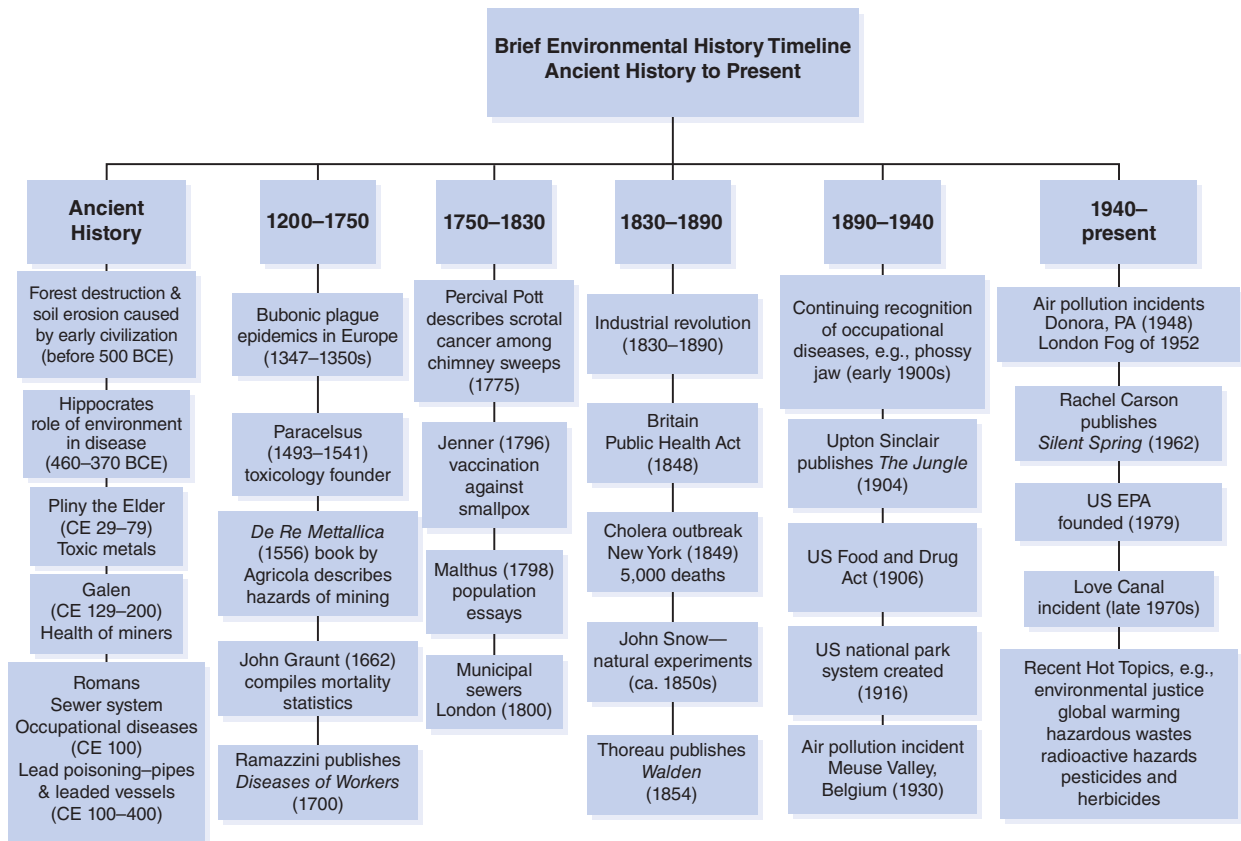 Brief Environmental History Timeline
Ancient History to Present
Ancient
History
Forest destruction &
soil erosion caused
by early civilization
(before 500 BCE)
Hippocrates
role of environment
in disease
(460–370 BCE)
Pliny the Elder
(CE 29–79)
Toxic metals
Galen
(CE 129–200)
Health of miners
Romans
Sewer system
Occupational diseases
(CE 100)
Lead poisoning–pipes
& leaded vessels
(CE 100–400)
1200–1750
Bubonic plague
epidemics in Europe
(1347–1350s)
Paracelsus
(1493–1541)
toxicology founder
De Re Mettallica
(1556) book by
Agricola describes
hazards of mining
John Graunt (1662)
compiles mortality
statistics
Ramazzini publishes
Diseases of Workers
(1700)
1750–1830
Percival Pott
describes scrotal
cancer among
chimney sweeps
(1775)
Jenner (1796)
vaccination
against
smallpox
Malthus (1798)
population
essays
Municipal
sewers
London (1800)
1830–1890
Industrial revolution
(1830–1890)
Britain
Public Health Act
(1848)
Cholera outbreak
New York (1849)
5,000 deaths
John Snow—
natural experiments
(ca. 1850s)
Thoreau publishes
Walden
(1854)
1890–1940
Continuing recognition
of occupational
diseases, e.g., phossy
jaw (early 1900s)
Upton Sinclair
publishes The Jungle
(1904)
US Food and Drug
Act (1906)
US national park
system created
(1916)
Air pollution incident
Meuse Valley,
Belgium (1930)
1940–
present
Air pollution incidents
Donora, PA (1948)
London Fog of 1952
Rachel Carson
publishes
Silent Spring (1962)
US EPA
founded (1979)
Love Canal
incident (late 1970s)
Recent Hot Topics, e.g.,
environmental justice
global warming
hazardous wastes
radioactive hazards
pesticides and
herbicides